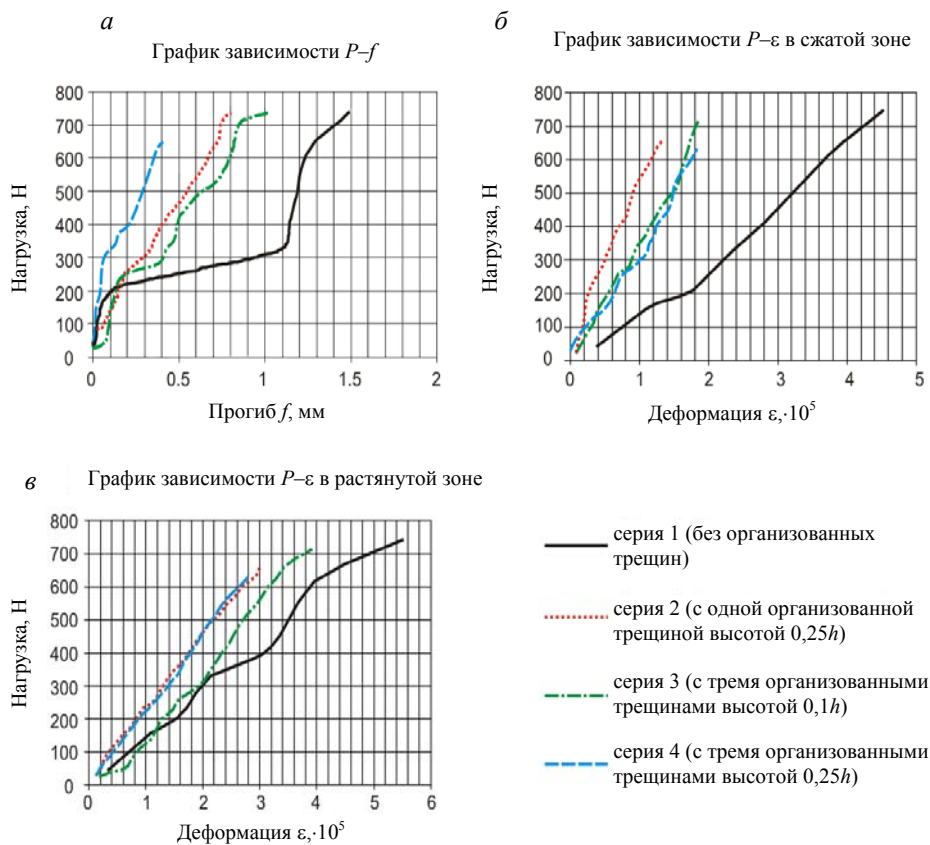 а
График зависимости P–f
800
700
600
500
400
300
200
100
0
Нагрузка, Н
0 0.5 1 1.5 2
Прогиб f, мм
б
График зависимости P–ε в сжатой зоне
800
700
600
500
400
300
200
100
0
Нагрузка, Н
0 1 2 3 4 5
Деформация ε,·10⁵
в
График зависимости P–ε в растянутой зоне
800
700
600
500
400
300
200
100
0
Нагрузка, Н
0 1 2 3 4 5 6
Деформация ε,·10⁵
серия 1 (без организованных
трещин)
серия 2 (с одной организованной
трещиной высотой 0,25h)
серия 3 (с тремя организованными
трещинами высотой 0,1h)
серия 4 (с тремя организованными
трещинами высотой 0,25h)